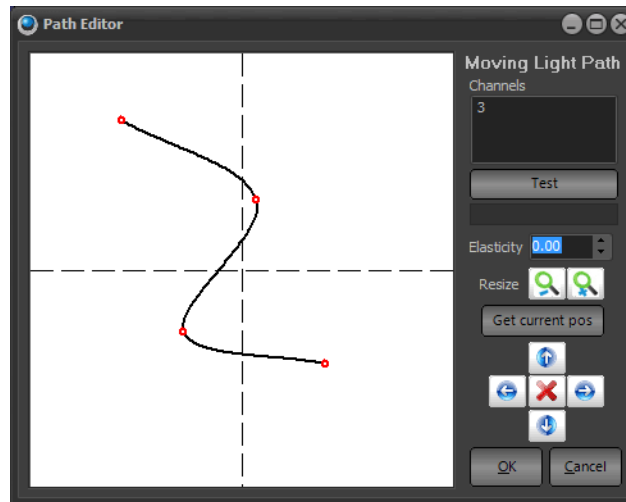 Path Editor
Moving Light Path
Channels
3
Test
Elasticity 0.00
Resize
Get current pos
OK Cancel